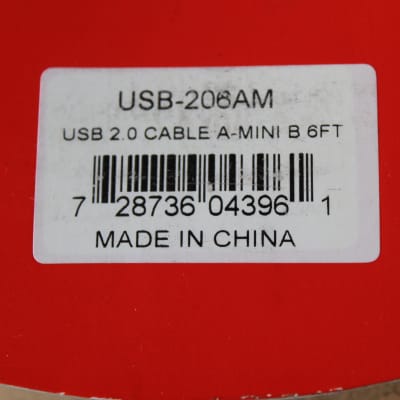 USB-206AM
USB 2.0 CABLE A-MINI B 6FT
7 28736 04396 1
MADE IN CHINA